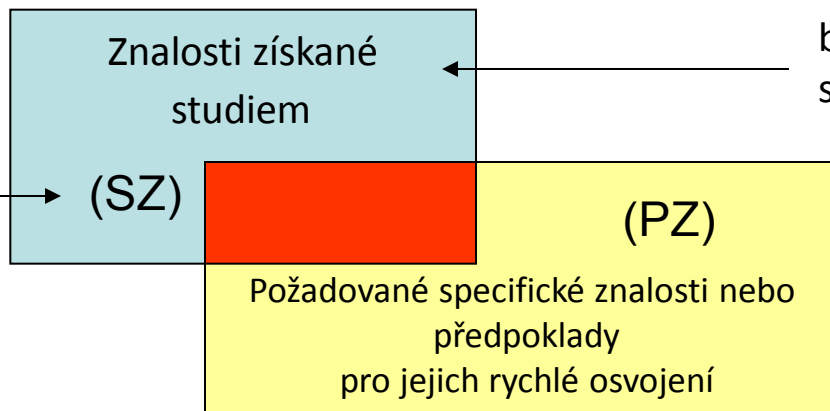 Znalosti získané
studiem
(SZ)
(PZ)
Požadované specifické znalosti nebo
předpoklady
pro jejich rychlé osvojení